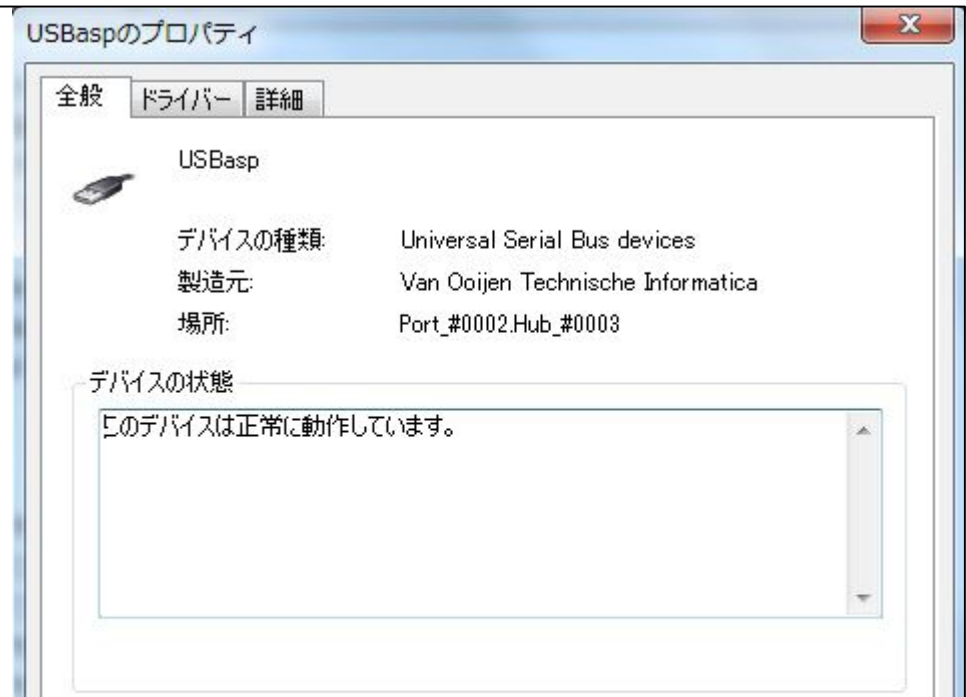 USBaspのプロパティ
全般 ドライバー 詳細
USBasp
デバイスの種類: Universal Serial Bus devices
製造元: Van Ooijen Technische Informatica
場所: Port_#0002.Hub_#0003
デバイスの状態
このデバイスは正常に動作しています。